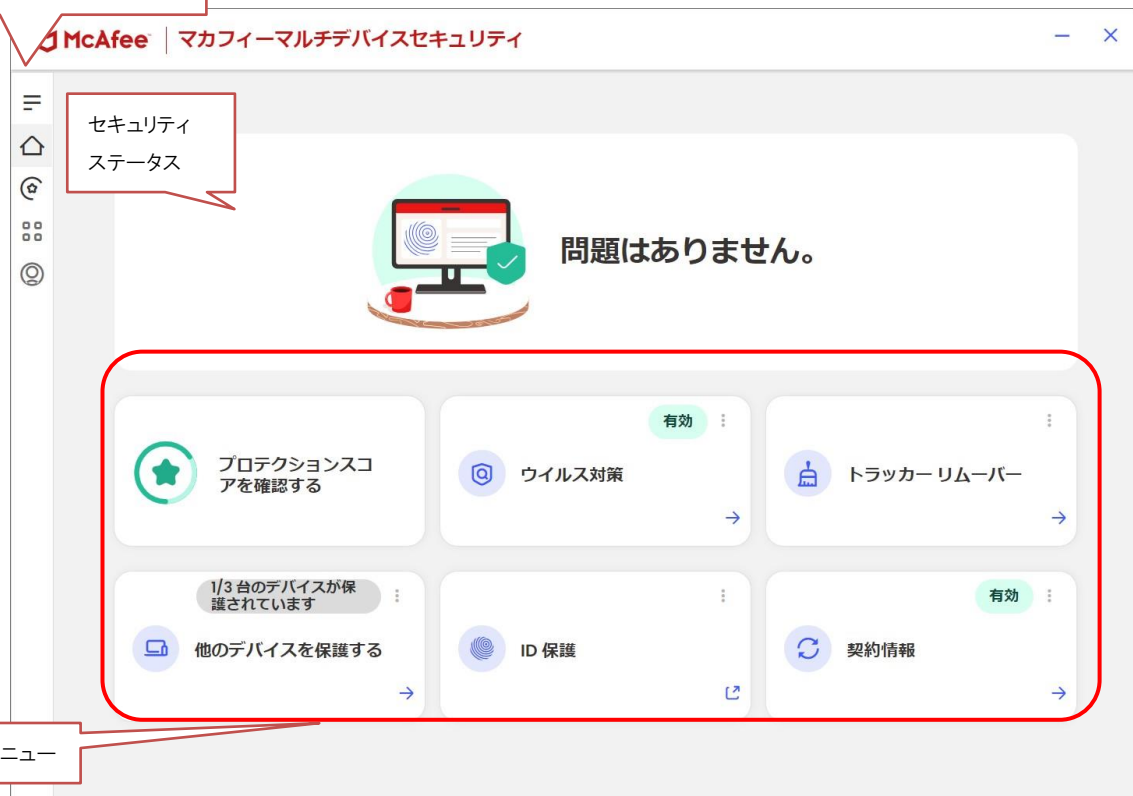 McAfee マカフィーマルチデバイスセキュリティ
セキュリティ
ステータス
問題はありません。
プロテクションスコ
アを確認する
有効
ウイルス対策
トラッカー リムーバー
1/3 台のデバイスが保
護されています
他のデバイスを保護する
ID 保護
有効
契約情報
ニュー